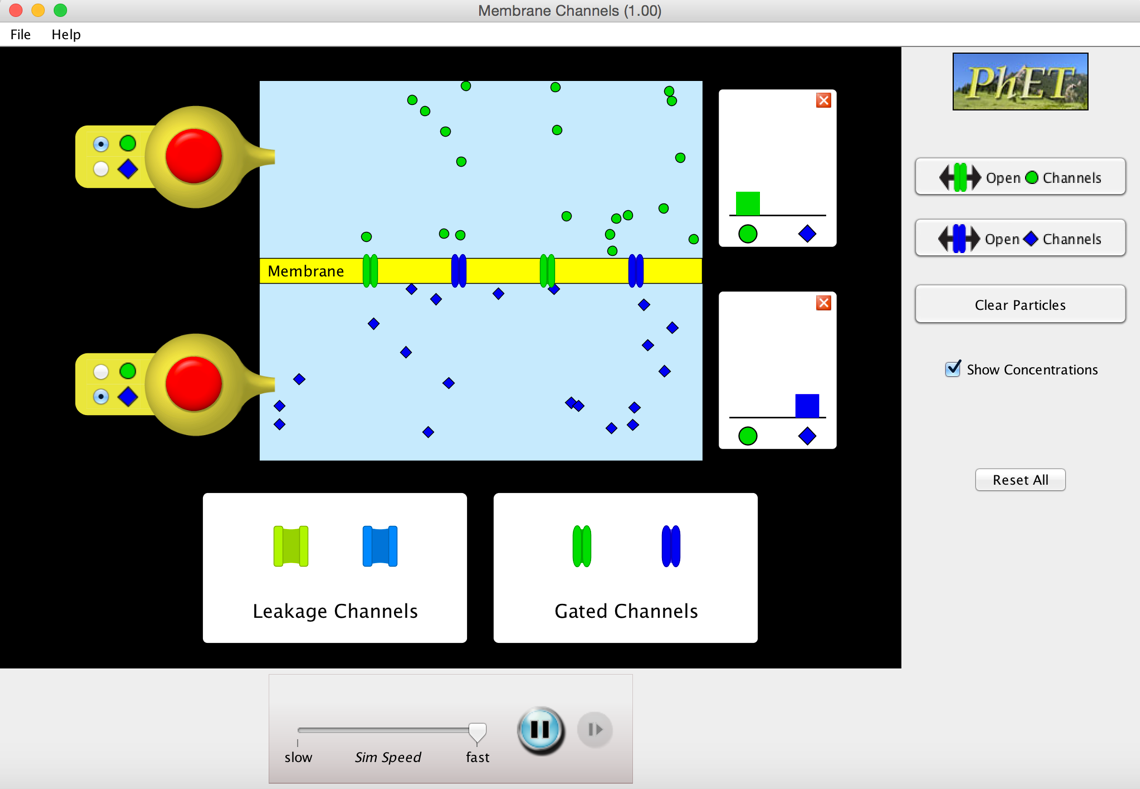 Membrane Channels (1.00)
File Help
PhET
Open Channels
Open Channels
Membrane
Clear Particles
Show Concentrations
Reset All
Leakage Channels
Gated Channels
slow Sim Speed fast